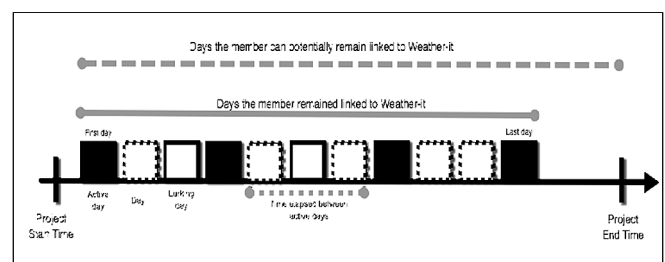 Days the member can potentially remain linked to Weather-it
Days the member remained linked to Weather-it
First day
Last day
Active
day
Day
Lurking
day
Time elapsed between
active days
Project
Start Time
Project
End Time